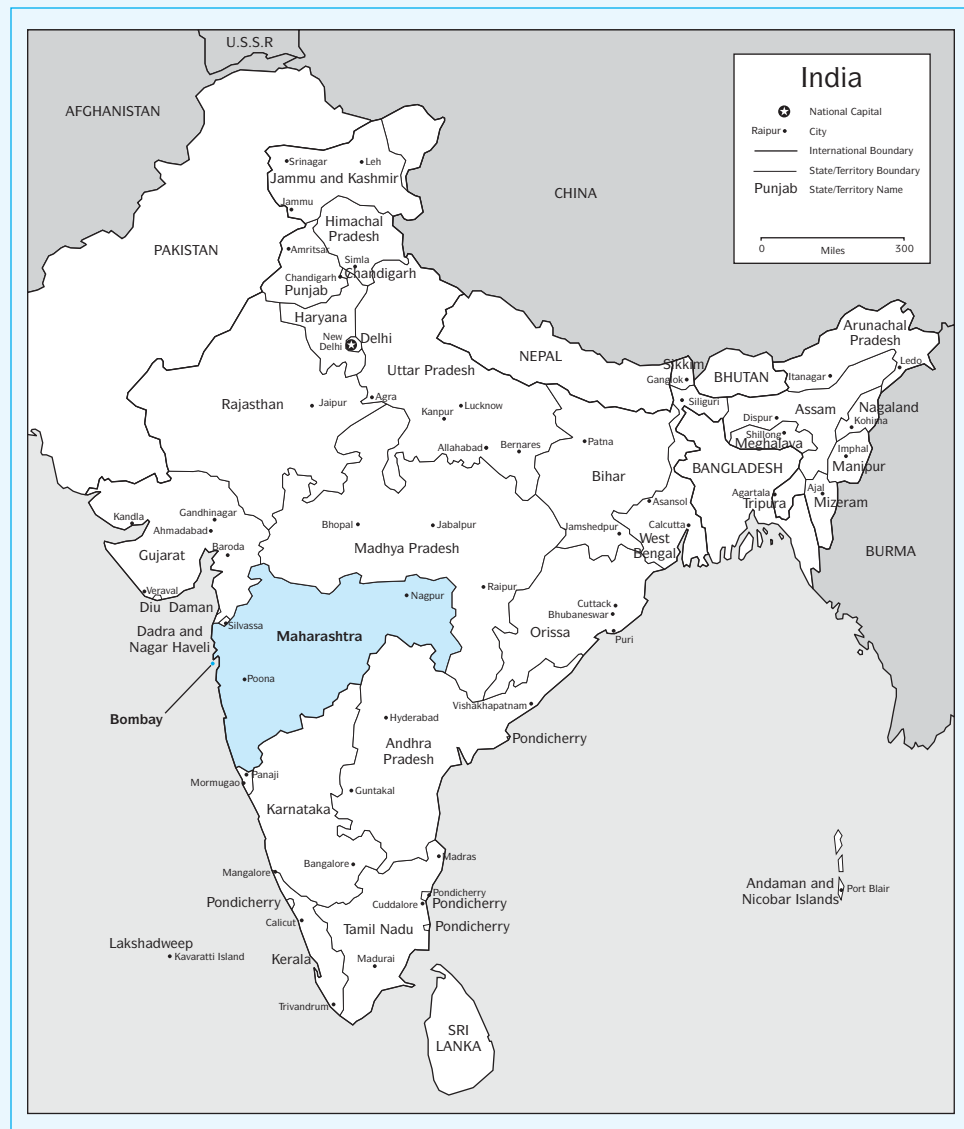 U.S.S.R
AFGHANISTAN
India
National Capital
Raipur City
International Boundary
State/Territory Boundary
Punjab State/Territory Name
0 300
Miles
CHINA
PAKISTAN
Srinagar
Leh
Jammu and Kashmir
Jammu
Himachal
Pradesh
Amritsar
Simla
Chandigarh
Chandigarh
Punjab
Haryana
New
Delhi
Delhi
NEPAL
Uttar Pradesh
Sikkim
Gangtok
BHUTAN
Siliguri
Arunachal
Pradesh
Itanagar
Ledo
Rajasthan
Jaipur
Agra
Kanpur
Lucknow
Allahabad
Bernares
Patna
Bihar
Dispur
Assam
Nagaland
Kohima
Shillong
Meghalaya
Imphal
Manipur
BANGLADESH
Agartala
Tripura
Ajal
Mizeram
Asansol
Jamshedpur
Calcutta
West
Bengal
BURMA
Kandla
Gandhinagar
Ahmadabad
Baroda
Gujarat
Veraval
Diu Daman
Silvassa
Dadra and
Nagar Haveli
Bhopal
Jabalpur
Madhya Pradesh
Raipur
Nagpur
Maharashtra
Poona
Bombay
Cuttack
Bhubaneswar
Orissa
Puri
Vishakhapatnam
Pondicherry
Hyderabad
Andhra
Pradesh
Panaji
Mormugao
Karnataka
Guntakal
Bangalore
Mangalore
Madras
Pondicherry
Pondicherry
Cuddalore
Pondicherry
Pondicherry
Calicut
Tamil Nadu
Lakshadweep
Kavaratti Island
Kerala
Madurai
Trivandrum
SRI
LANKA
Andaman and
Nicobar Islands
Port Blair